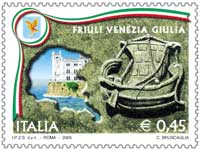 FRIULI VENEZIA GIULIA
ITALIA
€ 0,45
I.P.Z.S. S.p.A. - ROMA - 2005
C. BRUSCAGLIA